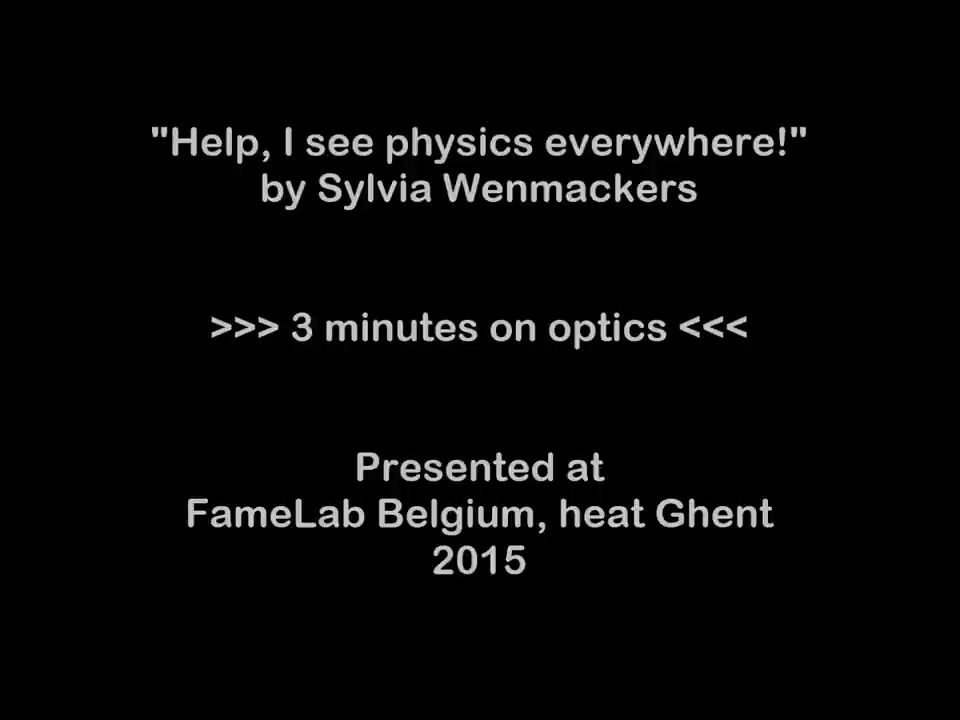 "Help, I see physics everywhere!"
by Sylvia Wenmackers
>>> 3 minutes on optics <<<
Presented at
FameLab Belgium, heat Ghent
2015